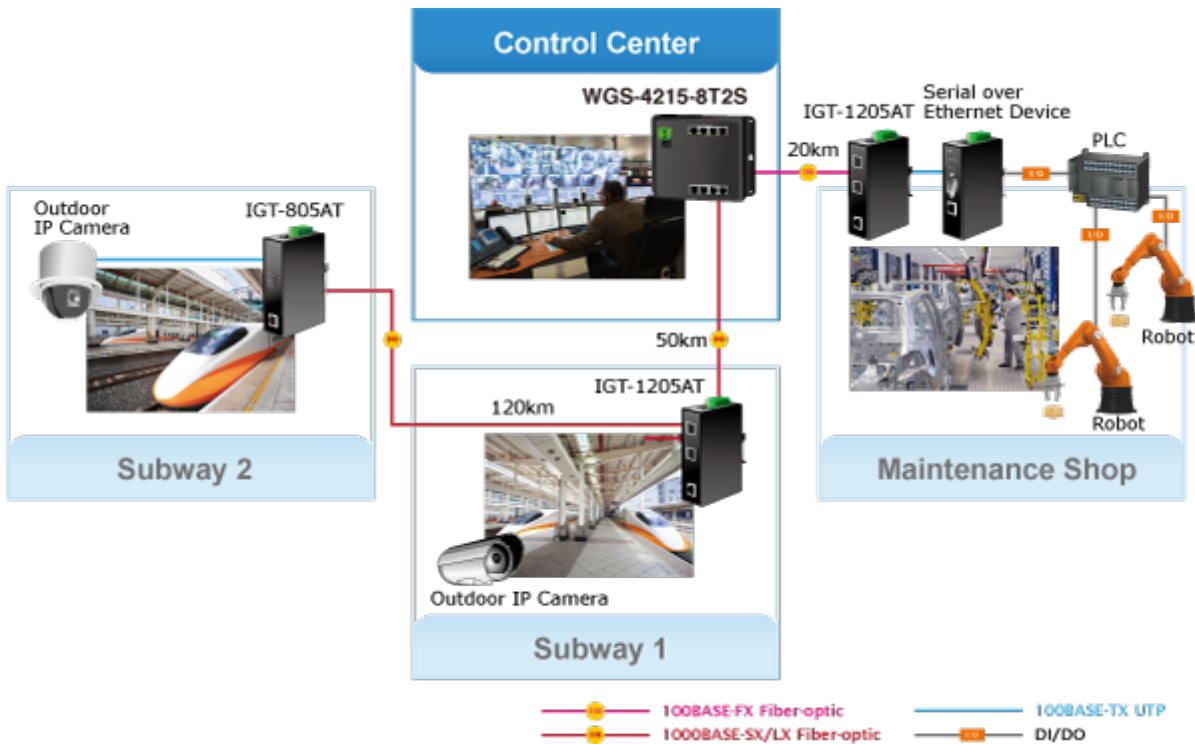 Control Center
WGS-4215-8T2S
Serial over
IGT-1205AT Ethernet Device
20km
PLC
I/O
I/O
I/O
Outdoor
IP Camera
IGT-805AT
Robot
50km
IGT-1205AT
120km
Robot
Subway 2
Maintenance Shop
Outdoor IP Camera
Subway 1
100BASE-FX Fiber-optic
100BASE-TX UTP
1000BASE-SX/LX Fiber-optic
I/O
DI/DO